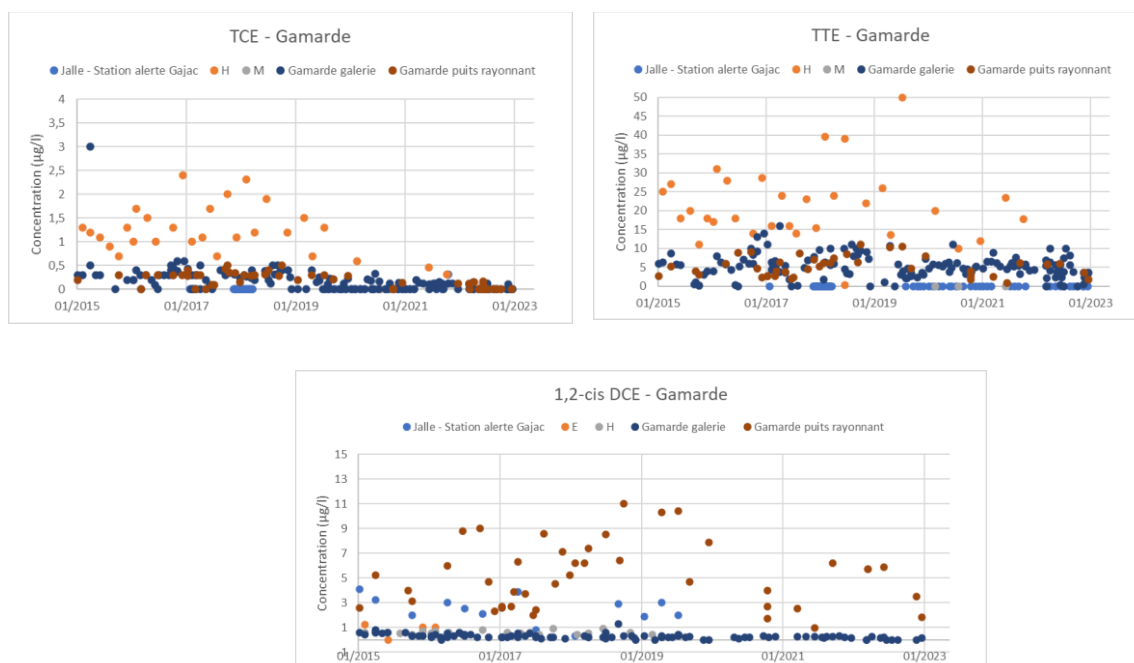 TCE - Gamarde
Jalle - Station alerte Gajac H M Gamarde galerie Gamarde puits rayonnant
Concentration (µg/l)
4
3,5
3
2,5
2
1,5
1
0,5
0
01/2015 01/2017 01/2019 01/2021 01/2023
TTE - Gamarde
Jalle - Station alerte Gajac H M Gamarde galerie Gamarde puits rayonnant
Concentration (µg/l)
50
45
40
35
30
25
20
15
10
5
0
01/2015 01/2017 01/2019 01/2021 01/2023
1,2-cis DCE - Gamarde
Jalle - Station alerte Gajac E H Gamarde galerie Gamarde puits rayonnant
Concentration (µg/l)
15
13
11
9
7
5
3
1
1
01/2015 01/2017 01/2019 01/2021 01/2023